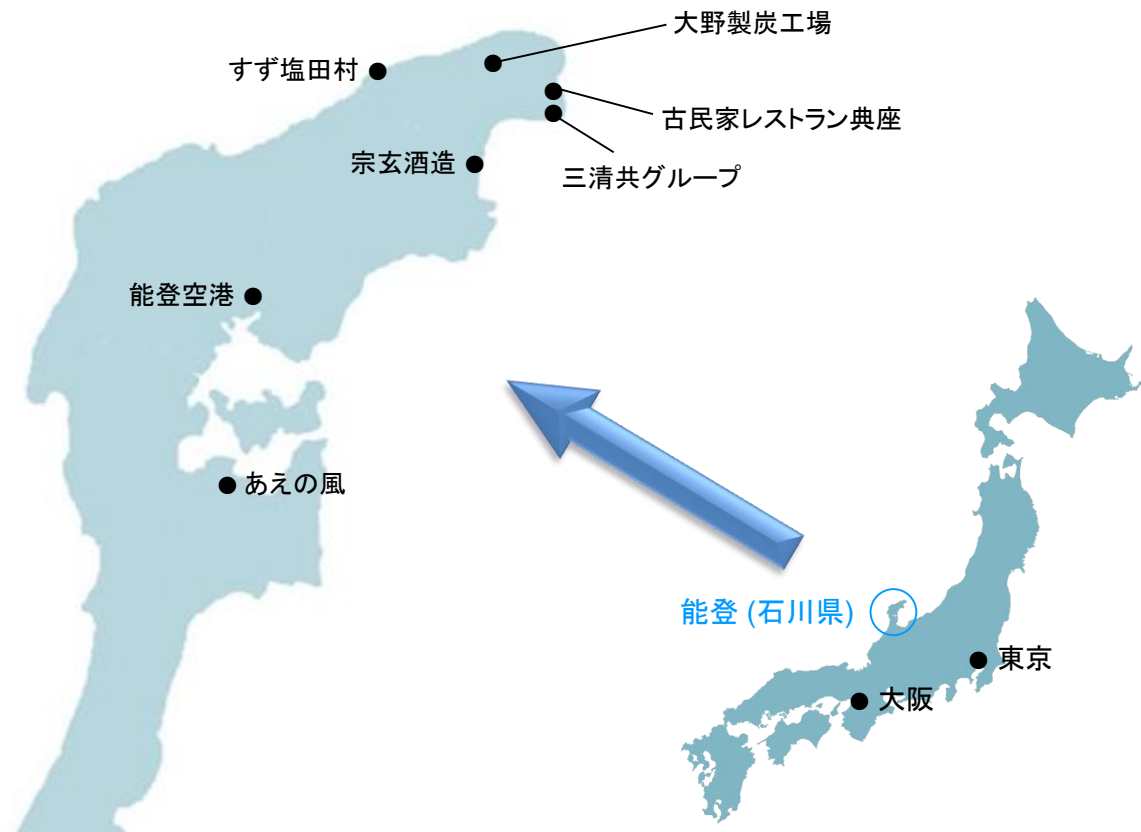 大野製炭工場
すず塩田村
古民家レストラン典座
宗玄酒造
三清共グループ
能登空港
あえの風
能登 (石川県)
東京
大阪